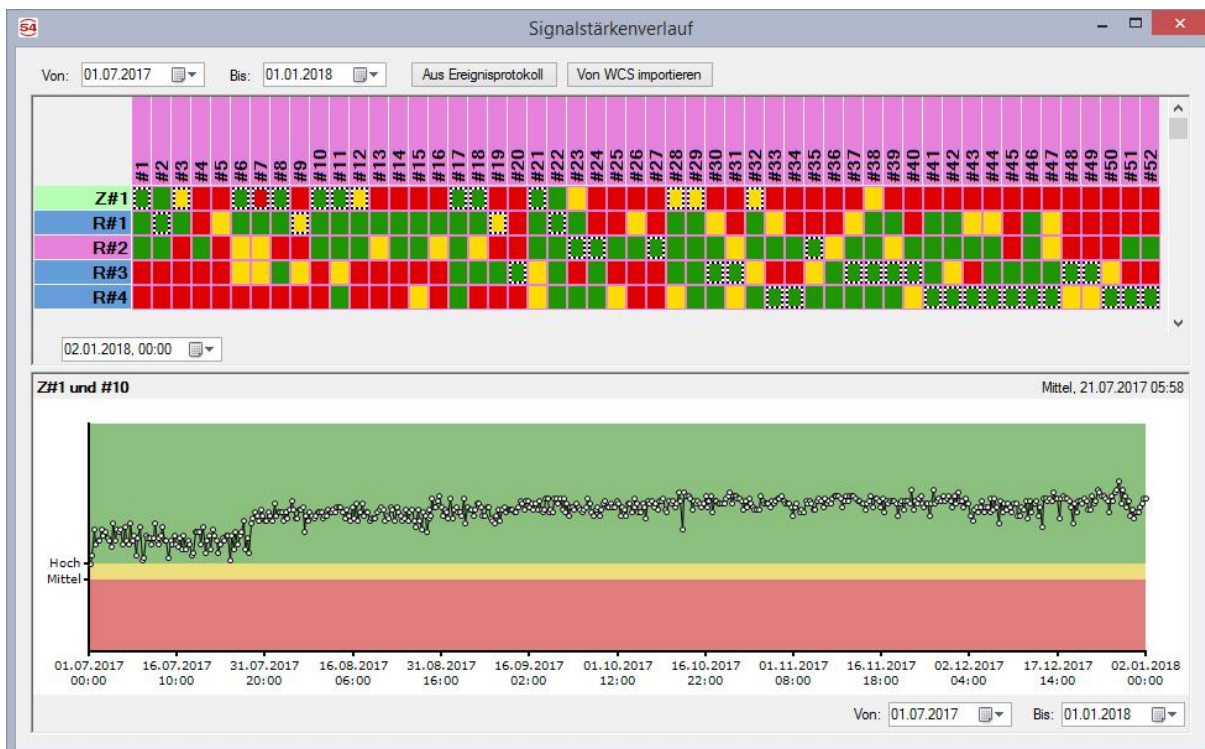 54 Signalstärkenverlauf
Von: 01.07.2017 Bis: 01.01.2018 Aus Ereignisprotokoll Von WCS importieren
#1 #2 #3 #4 #5 #6 #7 #8 #9 #10 #11 #12 #13 #14 #15 #16 #17 #18 #19 #20 #21 #22 #23 #24 #25 #26 #27 #28 #29 #30 #31 #32 #33 #34 #35 #36 #37 #38 #39 #40 #41 #42 #43 #44 #45 #46 #47 #48 #49 #50 #51 #52
Z#1
R#1
R#2
R#3
R#4
02.01.2018, 00:00
Z#1 und #10 Mittel, 21.07.2017 05:58
Hoch
Mittel
01.07.2017 16.07.2017 31.07.2017 16.08.2017 31.08.2017 16.09.2017 01.10.2017 16.10.2017 01.11.2017 16.11.2017 02.12.2017 17.12.2017 02.01.2018
00:00 10:00 20:00 06:00 16:00 02:00 12:00 22:00 08:00 18:00 04:00 14:00 00:00
Von: 01.07.2017 Bis: 01.01.2018